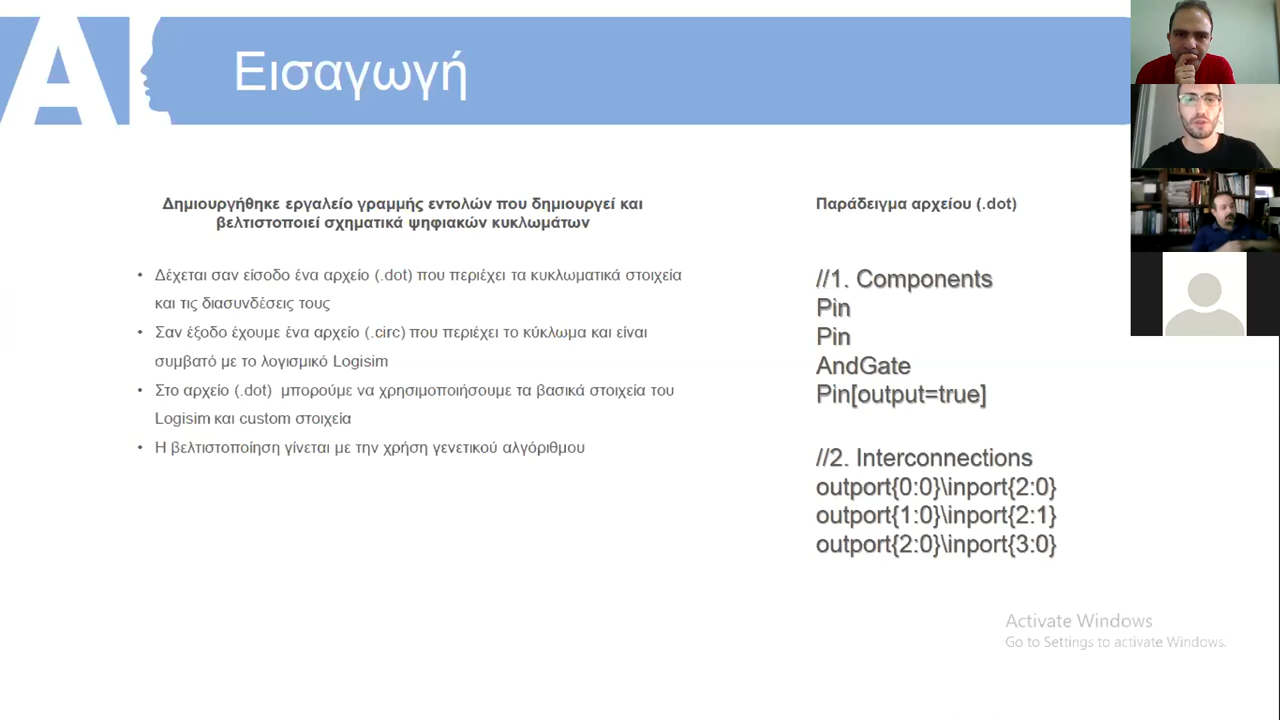 AI
Εισαγωγή
Δημιουργήθηκε εργαλείο γραμμής εντολών που δημιουργεί και
βελτιστοποιεί σχηματικά ψηφιακών κυκλωμάτων
• Δέχεται σαν είσοδο ένα αρχείο (.dot) που περιέχει τα κυκλωματικά στοιχεία
και τις διασυνδέσεις τους
• Σαν έξοδο έχουμε ένα αρχείο (.circ) που περιέχει το κύκλωμα και είναι
συμβατό με το λογισμικό Logisim
• Στο αρχείο (.dot) μπορούμε να χρησιμοποιήσουμε τα βασικά στοιχεία του
Logisim και custom στοιχεία
• Η βελτιστοποίηση γίνεται με την χρήση γενετικού αλγόριθμου
Παράδειγμα αρχείου (.dot)
//1. Components
Pin
Pin
AndGate
Pin[output=true]
//2. Interconnections
outport{0:0}\inport{2:0}
outport{1:0}\inport{2:1}
outport{2:0}\inport{3:0}
Activate Windows
Go to Settings to activate Windows.